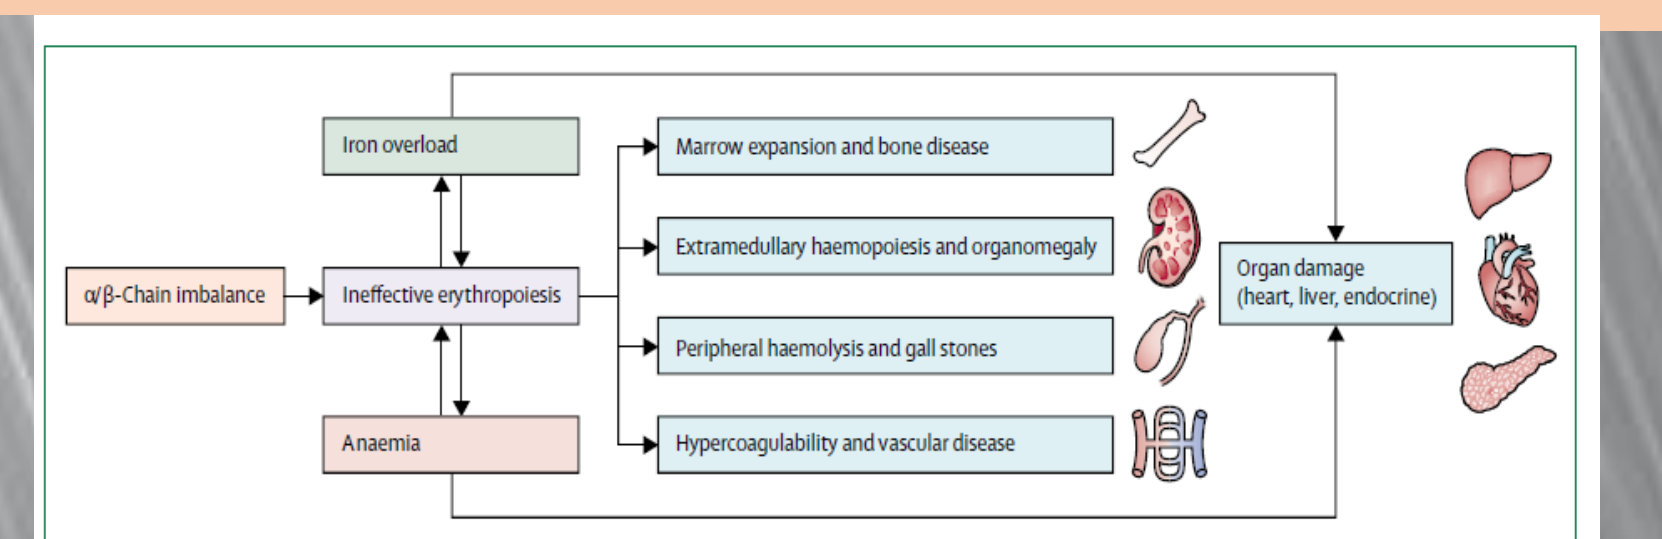 Iron overload
Marrow expansion and bone disease
Extramedullary haemopoiesis and organomegaly
α/β-Chain imbalance
Ineffective erythropoiesis
Organ damage
(heart, liver, endocrine)
Peripheral haemolysis and gall stones
Anaemia
Hypercoagulability and vascular disease